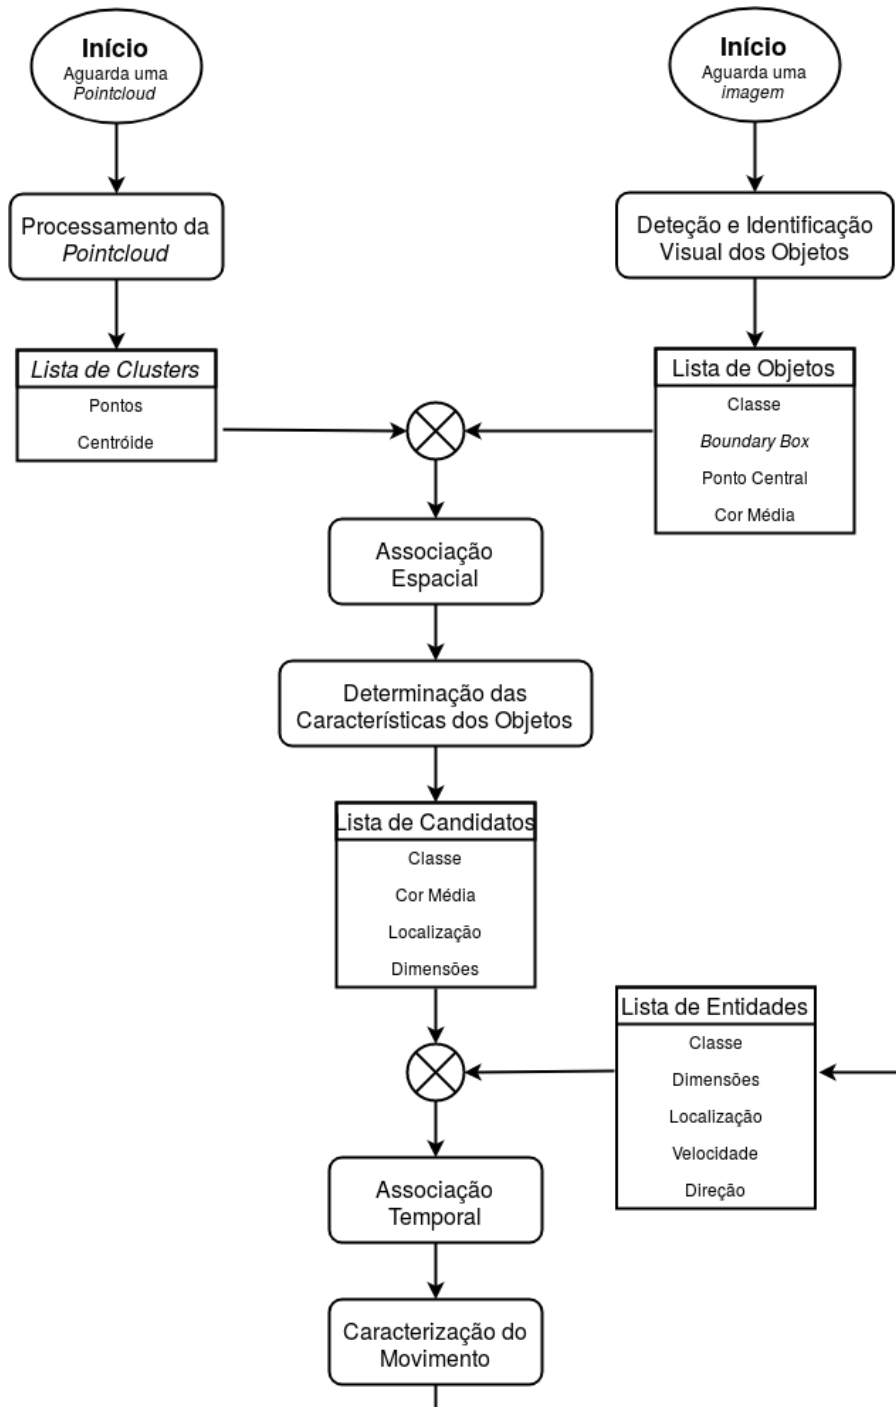 Início
Aguarda uma
Pointcloud
Início
Aguarda uma
imagem
Processamento da
Pointcloud
Deteção e Identificação
Visual dos Objetos
Lista de Clusters
Pontos
Centróide
Lista de Objetos
Classe
Boundary Box
Ponto Central
Cor Média
Associação
Espacial
Determinação das
Características dos Objetos
Lista de Candidatos
Classe
Cor Média
Localização
Dimensões
Lista de Entidades
Classe
Dimensões
Localização
Velocidade
Direção
Associação
Temporal
Caracterização do
Movimento